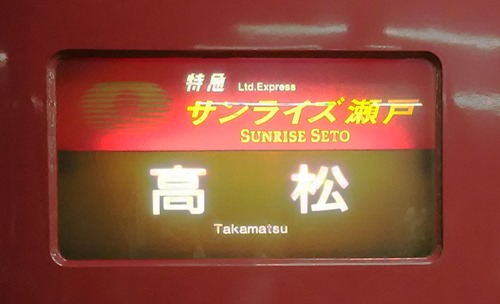 特急 Ltd.Express
サンライズ瀬戸
SUNRISE SETO
高松
Takamatsu